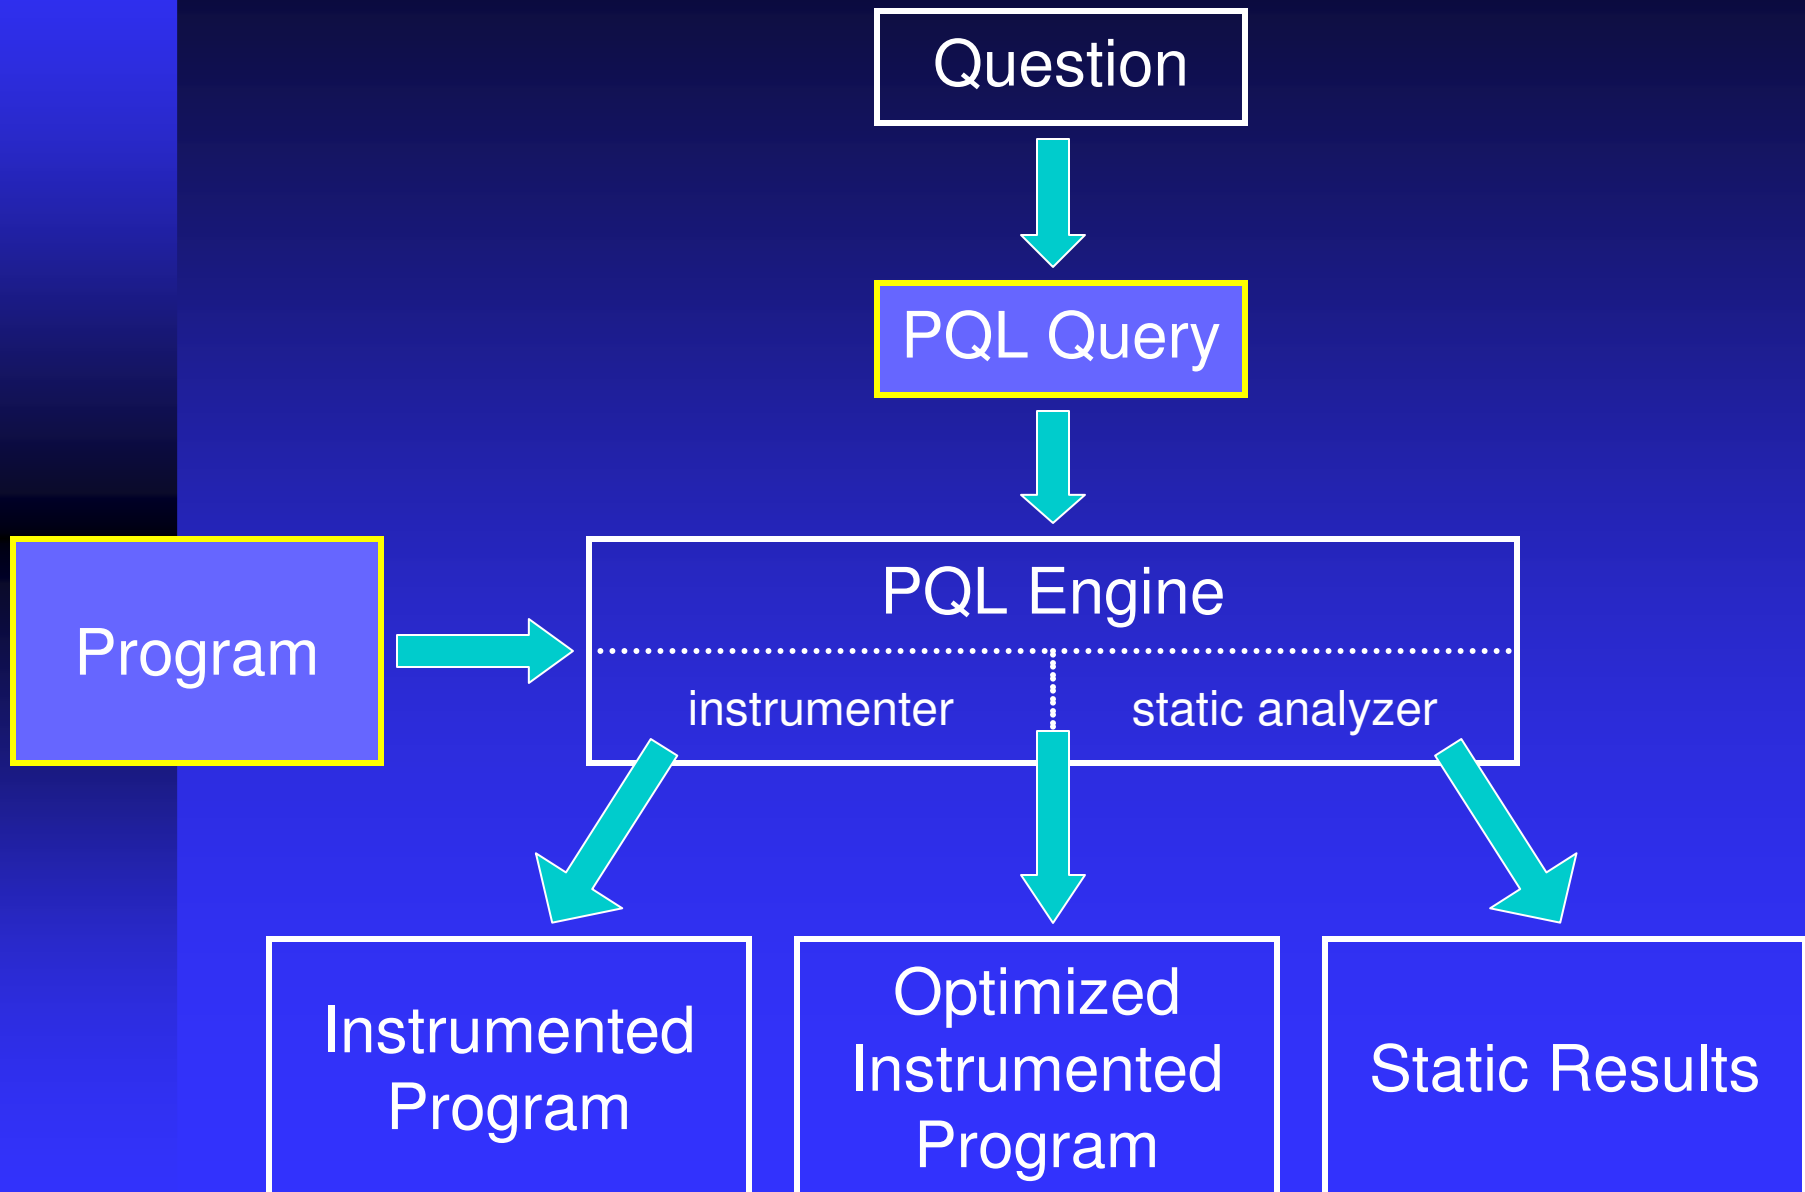 Question
PQL Query
PQL Engine
Program
instrumenter
static analyzer
Instrumented
Program
Optimized
Instrumented
Program
Static Results